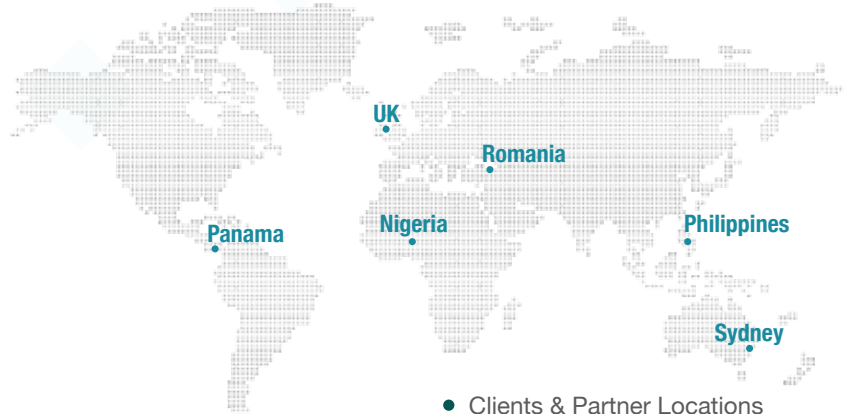 UK
Romania
Panama
Nigeria
Philippines
Sydney
Clients & Partner Locations